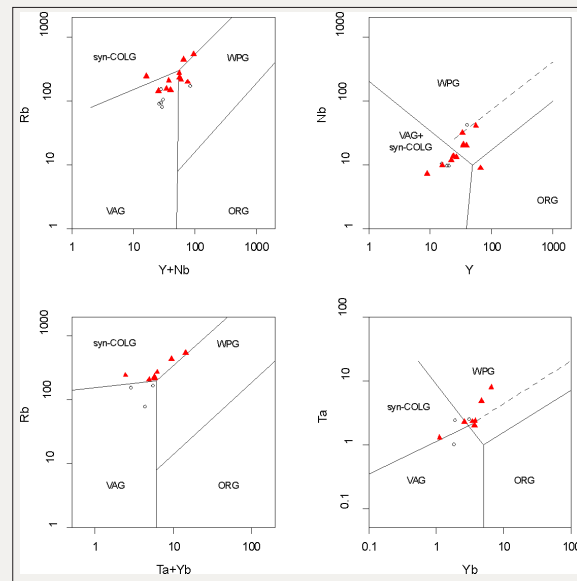 syn-COLG
WPG
VAG
ORG
Rb
1 10 100 1000
1 10 100 1000
Y+Nb
WPG
VAG+
syn-COLG
ORG
Nb
1 10 100 1000
1 10 100 1000
Y
syn-COLG
WPG
VAG
ORG
Rb
1 10 100 1000
1 10 100
Ta+Yb
WPG
syn-COLG
VAG
ORG
Ta
0.1 1 10 100
0.1 1 10 100
Yb